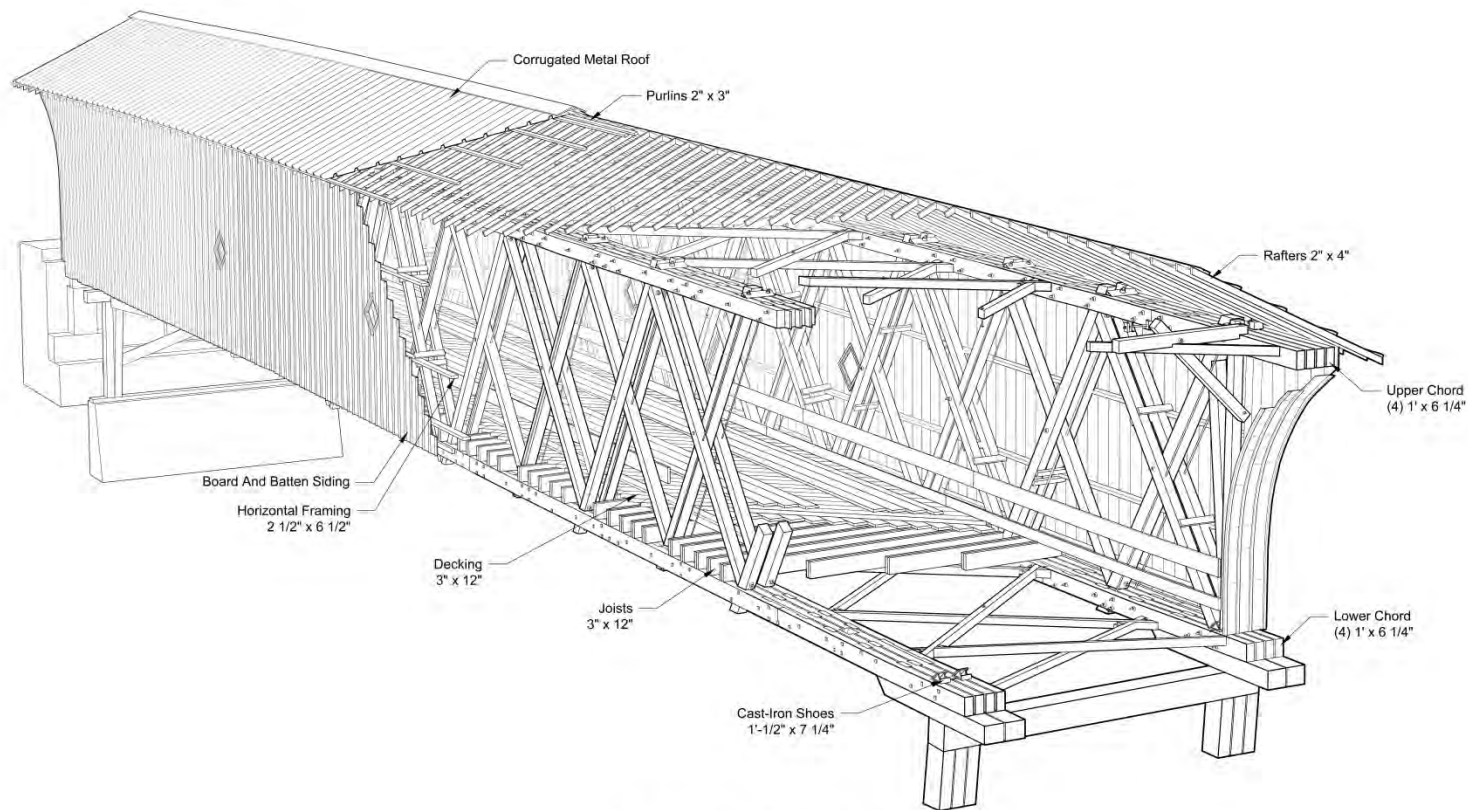 Corrugated Metal Roof
Purlins 2" x 3"
Rafters 2" x 4"
Upper Chord
(4) 1' x 6 1/4"
Board And Batten Siding
Horizontal Framing
2 1/2" x 6 1/2"
Decking
3" x 12"
Joists
3" x 12"
Lower Chord
(4) 1' x 6 1/4"
Cast-Iron Shoes
1'-1/2" x 7 1/4"